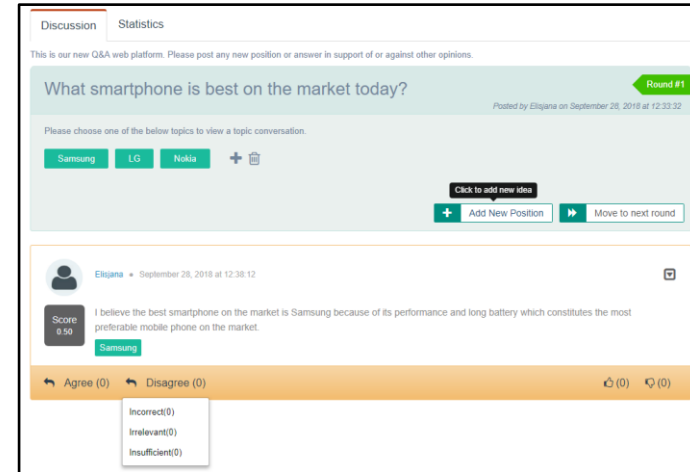 Discussion Statistics
This is our new Q&A web platform. Please post any new position or answer in support of or against other opinions.
What smartphone is best on the market today?
Round #1
Posted by Elisjana on September 28, 2018 at 12:33:32
Please choose one of the below topics to view a topic conversation.
Samsung LG Nokia
Click to add new idea
Add New Position Move to next round
Elisjana September 28, 2018 at 12:38:12
Score
0.50
I believe the best smartphone on the market is Samsung because of its performance and long battery which constitutes the most
preferable mobile phone on the market.
Samsung
Agree (0) Disagree (0) (0) (0)
Incorrect(0)
Irrelevant(0)
Insufficient(0)